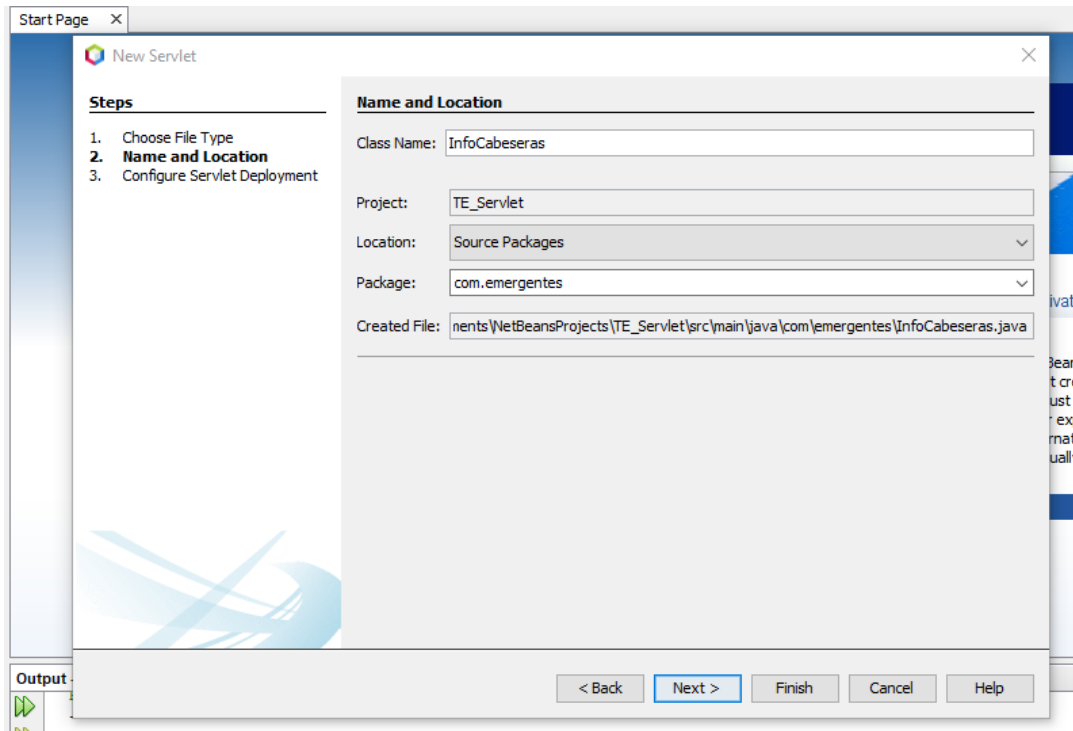 Start Page
New Servlet
Steps
1. Choose File Type
2. Name and Location
3. Configure Servlet Deployment
Name and Location
Class Name: InfoCabeseras
Project: TE_Servlet
Location: Source Packages
Package: com.emergentes
Created File: nents\NetBeansProjects\TE_Servlet\src\main\java\com\emergentes\InfoCabeseras.java
< Back Next > Finish Cancel Help
Output